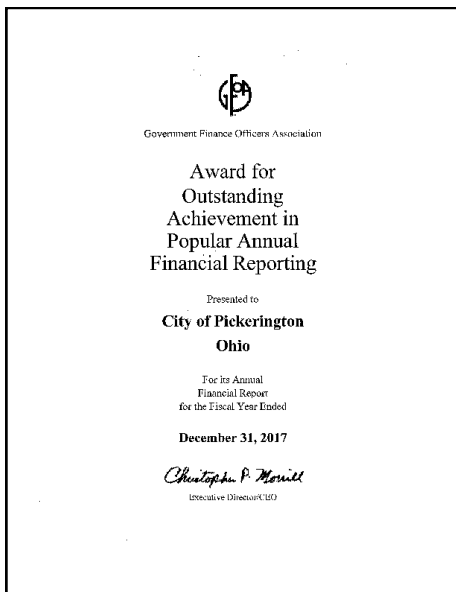 GFOA
Government Finance Officers Association
Award for
Outstanding
Achievement in
Popular Annual
Financial Reporting
Presented to
City of Pickerington
Ohio
For its Annual
Financial Report
for the Fiscal Year Ended
December 31, 2017
Christopher P. Morrill
Executive Director/CEO